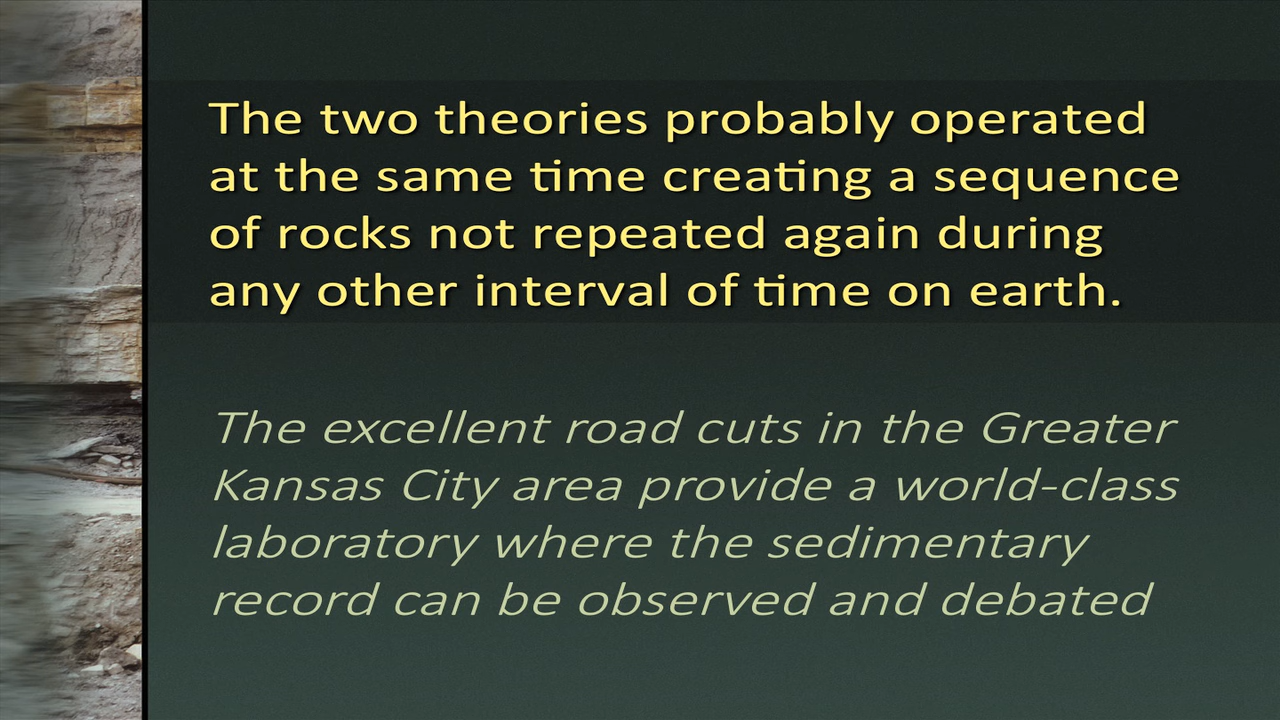 The two theories probably operated
at the same time creating a sequence
of rocks not repeated again during
any other interval of time on earth.
The excellent road cuts in the Greater
Kansas City area provide a world-class
laboratory where the sedimentary
record can be observed and debated